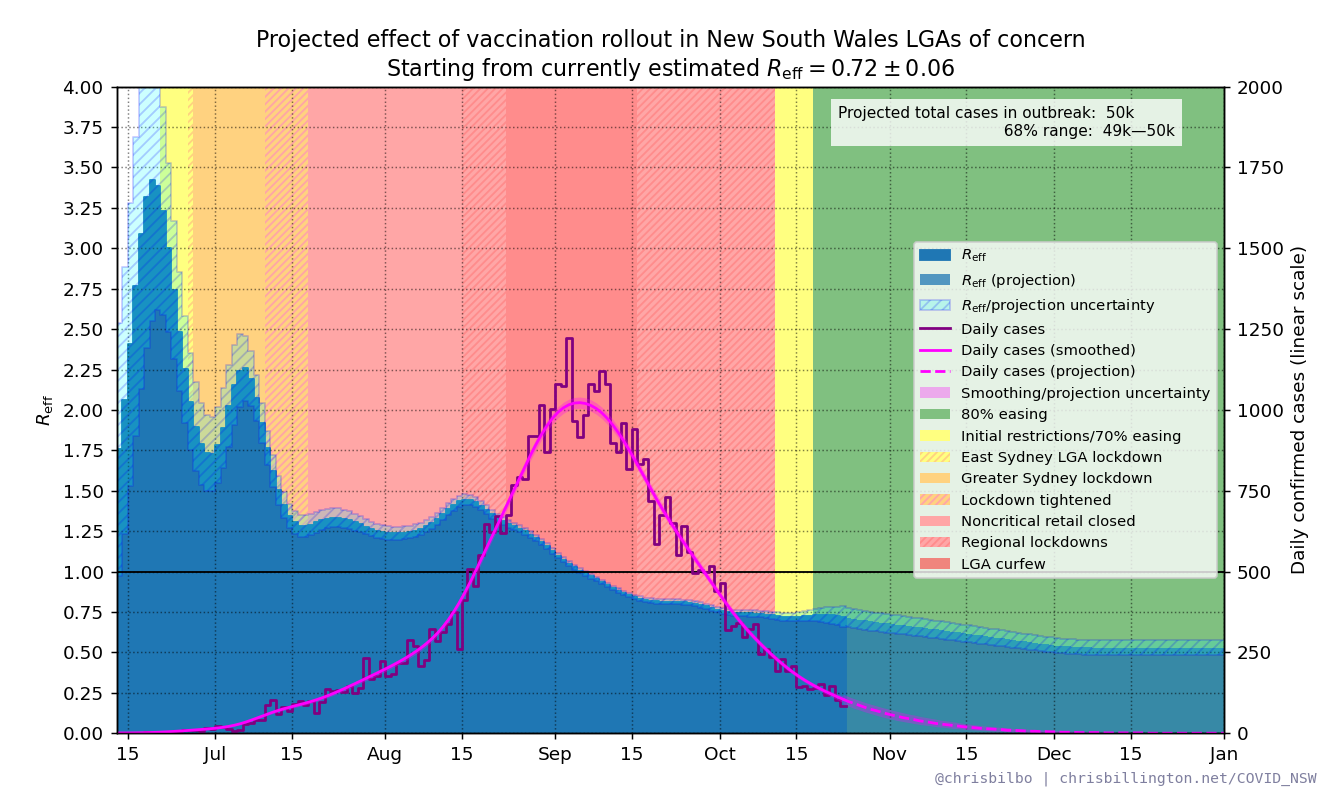 Projected effect of vaccination rollout in New South Wales LGAs of concern
Starting from currently estimated R_eff = 0.72 ± 0.06
Projected total cases in outbreak: 50k
68% range: 49k—50k
4.00
3.75
3.50
3.25
3.00
2.75
2.50
2.25
2.00
1.75
1.50
1.25
1.00
0.75
0.50
0.25
0.00
R_eff
2000
1750
1500
1250
1000
750
500
250
0
Daily confirmed cases (linear scale)
R_eff
R_eff (projection)
R_eff/projection uncertainty
Daily cases
Daily cases (smoothed)
Daily cases (projection)
Smoothing/projection uncertainty
80% easing
Initial restrictions/70% easing
East Sydney LGA lockdown
Greater Sydney lockdown
Lockdown tightened
Noncritical retail closed
Regional lockdowns
LGA curfew
15 Jul 15 Aug 15 Sep 15 Oct 15 Nov 15 Dec 15 Jan
@chrisbilbo | chrisbillington.net/COVID_NSW